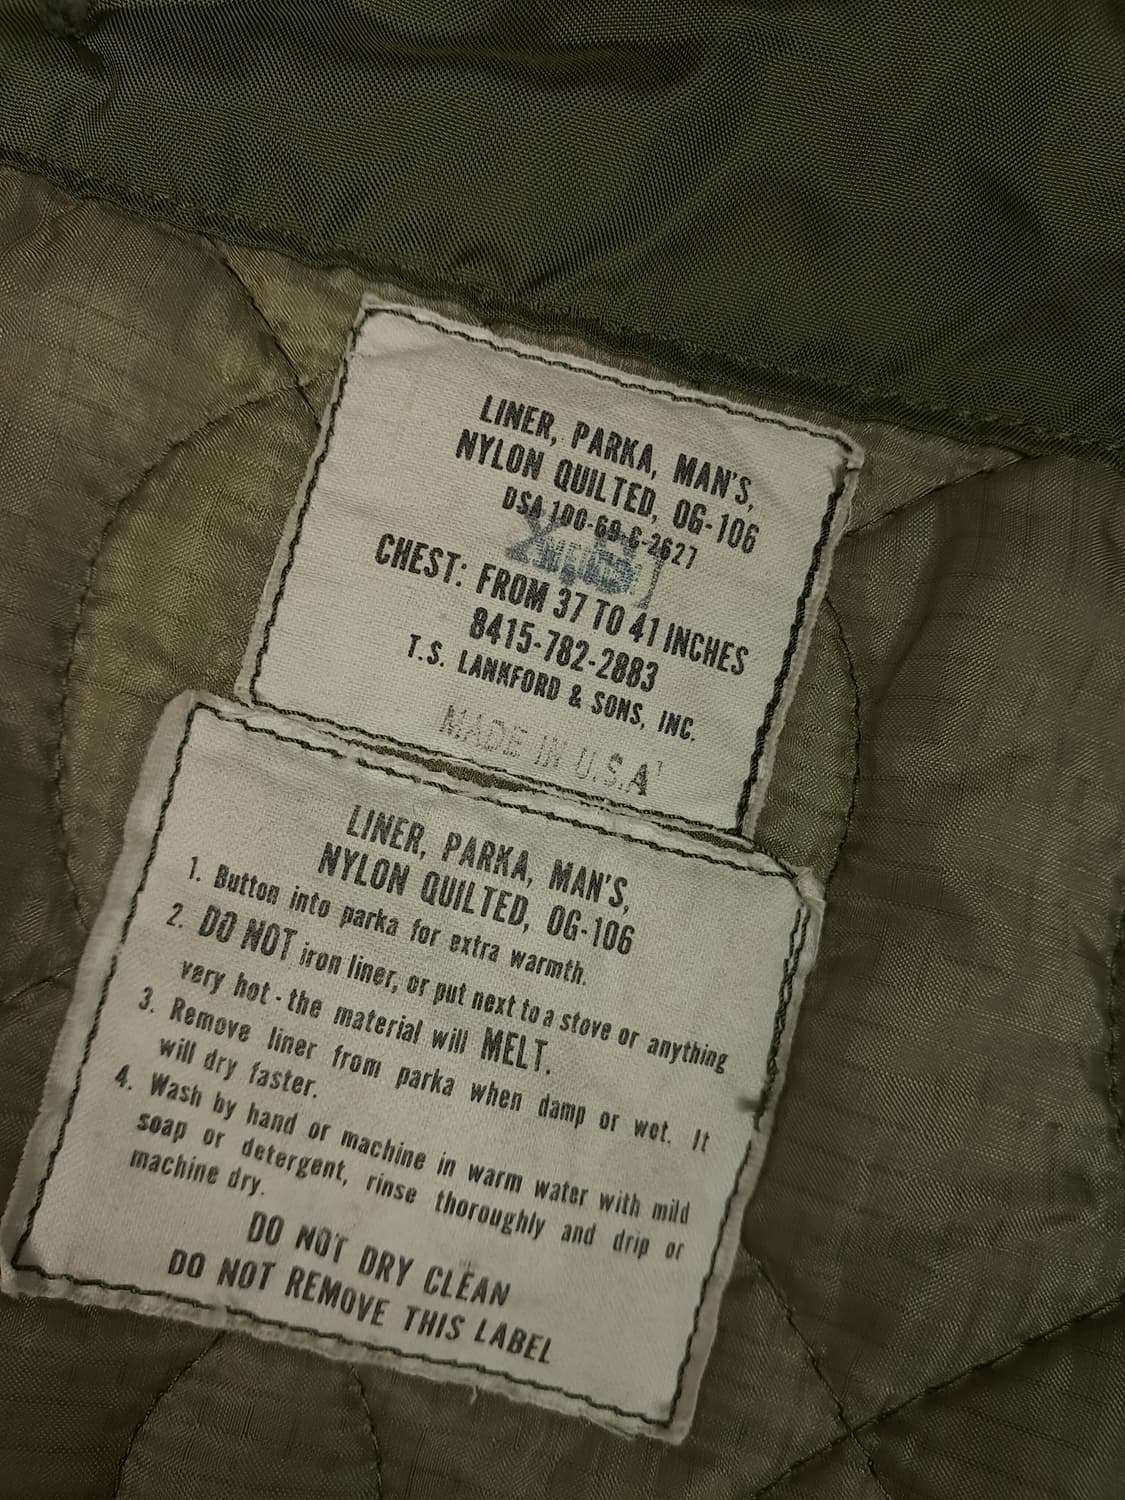 LINER, PARKA, MAN'S,
NYLON QUILTED, OG-106
DSA 100-69-C-2627
CHEST: FROM 37 TO 41 INCHES
8415-782-2883
T.S. LANKFORD & SONS, INC.
MADE IN U.S.A
LINER, PARKA, MAN'S,
NYLON QUILTED, OG-106
1. Button into parka for extra warmth.
2. DO NOT iron liner, or put next to a stove or anything
very hot - the material will MELT.
3. Remove liner from parka when damp or wet. It
will dry faster.
4. Wash by hand or machine in warm water with mild
soap or detergent, rinse thoroughly and drip or
machine dry.
DO NOT DRY CLEAN
DO NOT REMOVE THIS LABEL